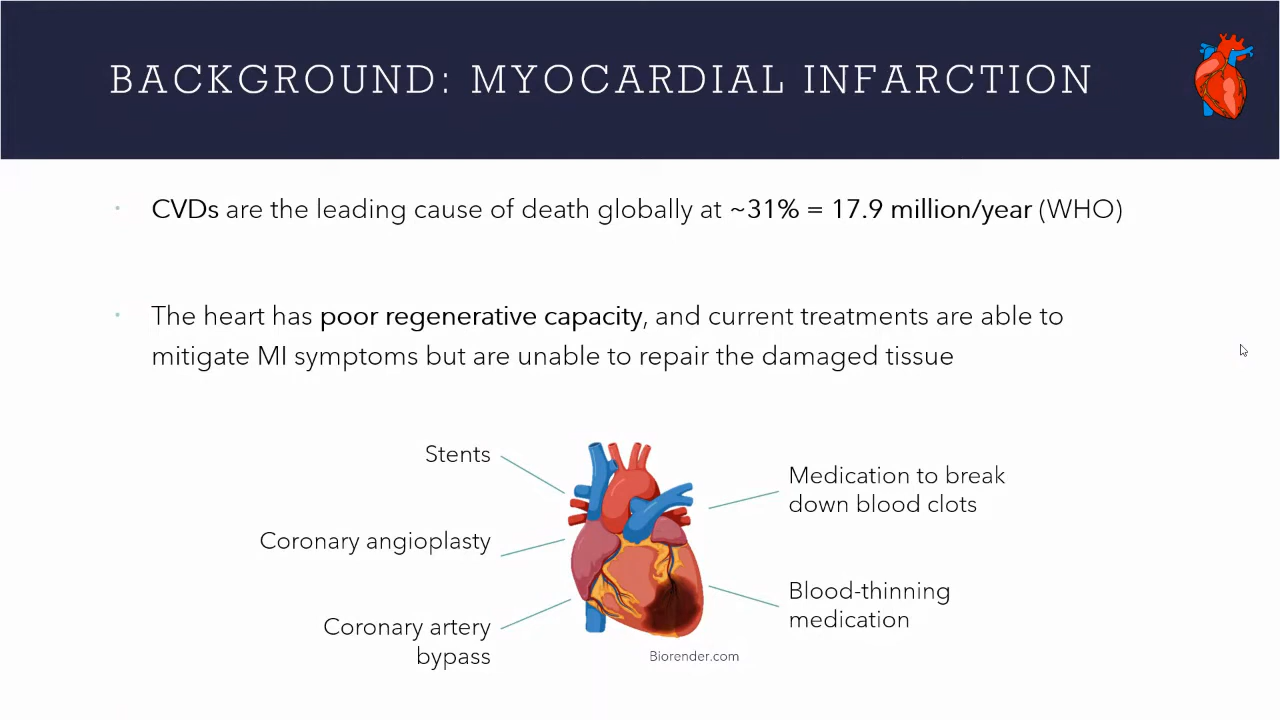 BACKGROUND: MYOCARDIAL INFARCTION
CVDs are the leading cause of death globally at ~31% = 17.9 million/year (WHO)
The heart has poor regenerative capacity, and current treatments are able to
mitigate MI symptoms but are unable to repair the damaged tissue
Stents
Coronary angioplasty
Coronary artery
bypass
Medication to break
down blood clots
Blood-thinning
medication
Biorender.com